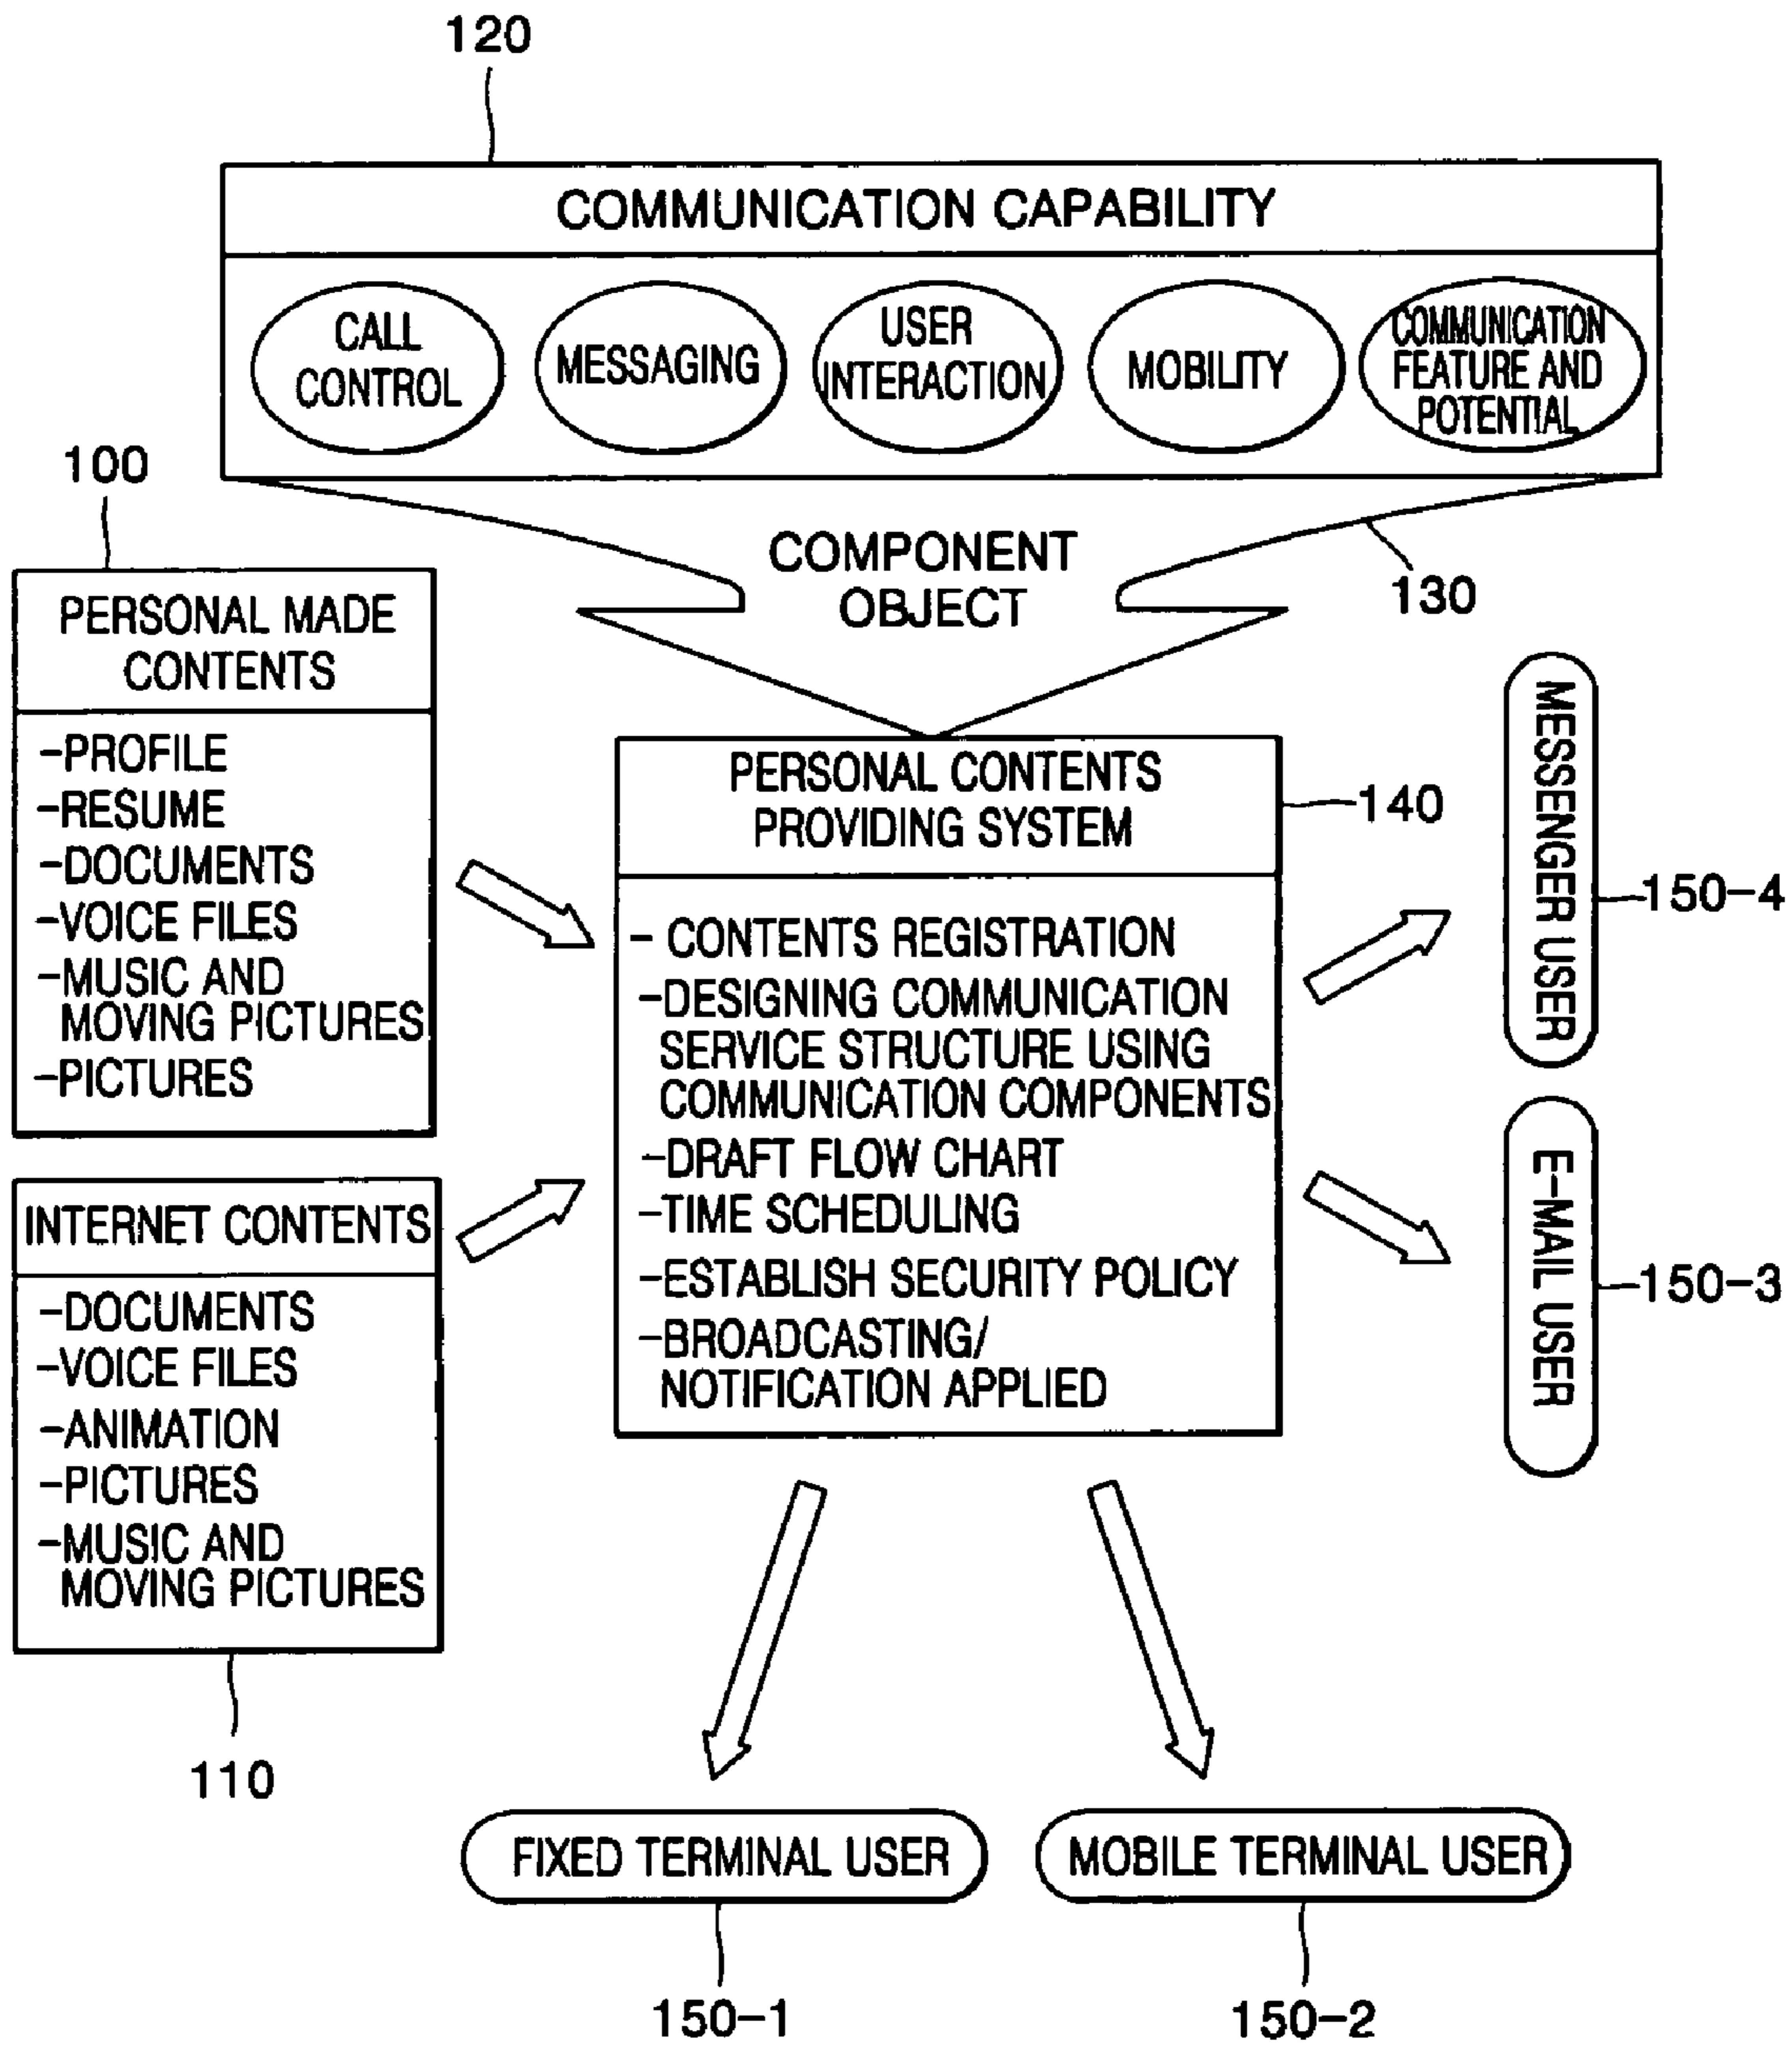 120
COMMUNICATION CAPABILITY
CALL
CONTROL
MESSAGING
USER
INTERACTION
MOBILITY
COMMUNICATION
FEATURE AND
POTENTIAL
100
COMPONENT
OBJECT
130
PERSONAL MADE
CONTENTS
-PROFILE
-RESUME
-DOCUMENTS
-VOICE FILES
-MUSIC AND
MOVING PICTURES
-PICTURES
INTERNET CONTENTS
-DOCUMENTS
-VOICE FILES
-ANIMATION
-PICTURES
-MUSIC AND
MOVING PICTURES
110
PERSONAL CONTENTS
PROVIDING SYSTEM
140
- CONTENTS REGISTRATION
-DESIGNING COMMUNICATION
SERVICE STRUCTURE USING
COMMUNICATION COMPONENTS
-DRAFT FLOW CHART
-TIME SCHEDULING
-ESTABLISH SECURITY POLICY
-BROADCASTING/
NOTIFICATION APPLIED
MESSENGER USER
150-4
E-MAIL USER
150-3
FIXED TERMINAL USER
150-1
MOBILE TERMINAL USER
150-2